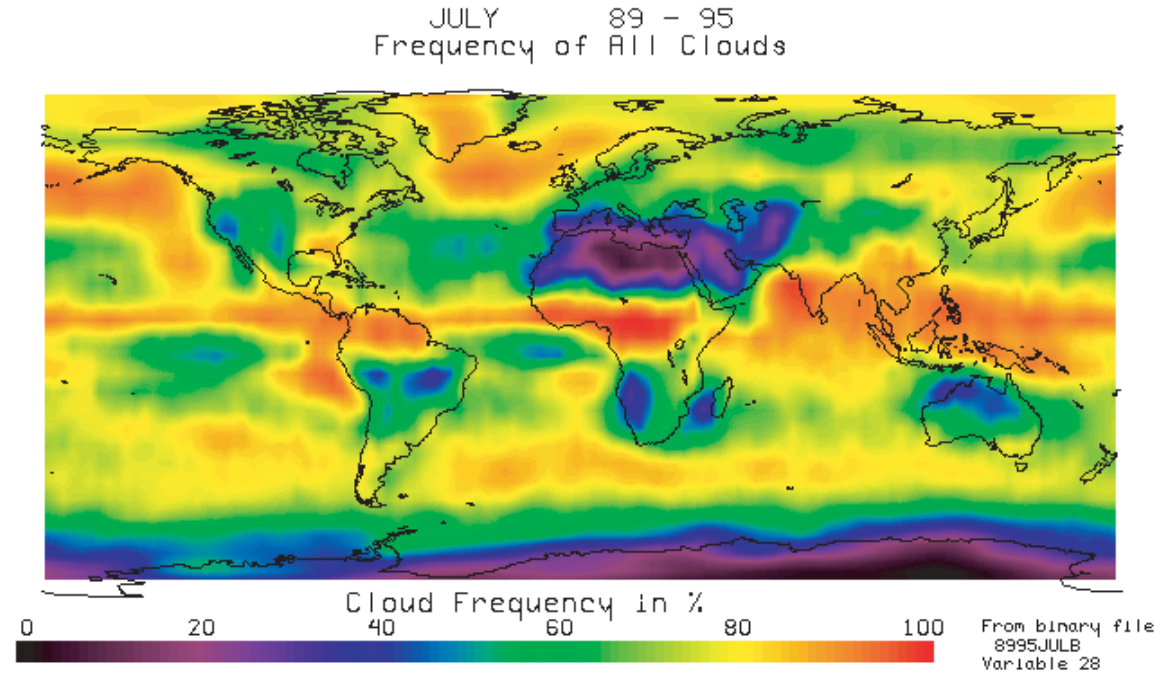 JULY 89 - 95
Frequency of All Clouds
Cloud Frequency in %
0 20 40 60 80 100
From binary file
8995JULB
Variable 28